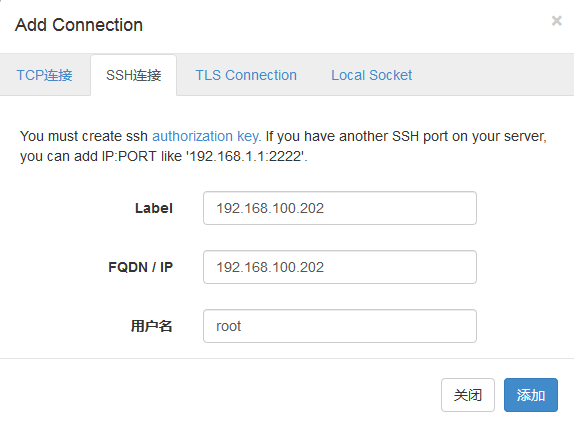 Add Connection ×
TCP连接 SSH连接 TLS Connection Local Socket
You must create ssh authorization key. If you have another SSH port on your server,
you can add IP:PORT like '192.168.1.1:2222'.
Label 192.168.100.202
FQDN / IP 192.168.100.202
用户名 root
关闭 添加